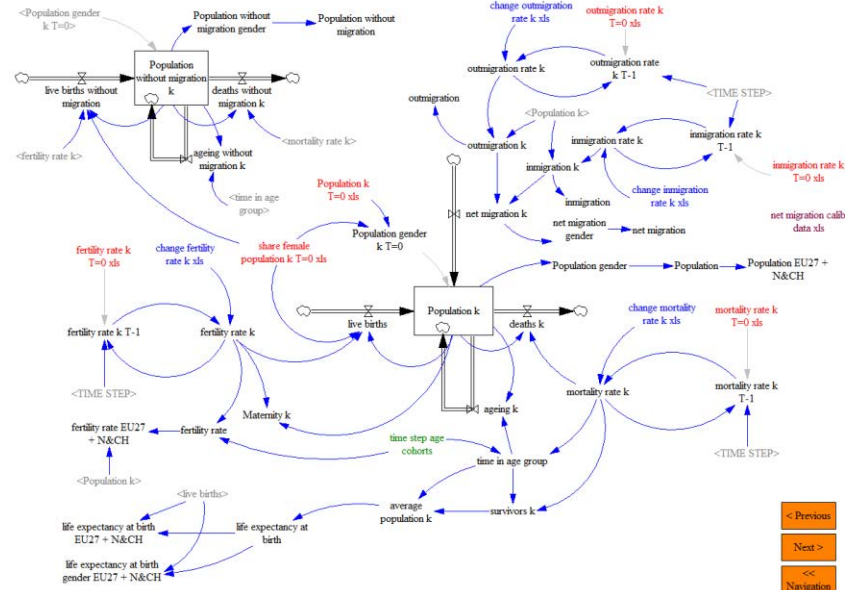 <Population gender
k T=0>
Population without
migration gender
Population without
migration
Population
without migration
k
live births without
migration
deaths without
migration k
<fertility rate k>
<mortality rate k>
ageing without
migration k
<time in age
group>
change outmigration
rate k xls
outmigration rate k
T=0 xls
outmigration rate k
outmigration rate
k T-1
<TIME STEP>
outmigration
<Population k>
outmigration k
inmigration rate k
inmigration rate k
T-1
inmigration k
inmigration rate k
T=0 xls
inmigration
change inmigration
rate k xls
net migration k
net migration
gender
net migration
net migration calib
data xls
Population k
T=0 xls
Population gender
k T=0
share female
population k T=0 xls
fertility rate k
T=0 xls
change fertility
rate k xls
Population gender
Population
Population EU27 +
N&CH
fertility rate k T-1
fertility rate k
live births
Population k
deaths k
change mortality
rate k xls
mortality rate k
T=0 xls
<TIME STEP>
Maternity k
ageing k
mortality rate k
mortality rate k
T-1
fertility rate EU27
+ N&CH
fertility rate
time step age
cohorts
time in age group
<TIME STEP>
<Population k>
<live births>
average
population k
survivors k
life expectancy at birth
EU27 + N&CH
life expectancy at
birth
life expectancy at birth
gender EU27 + N&CH
< Previous
Next >
<<
Navigation